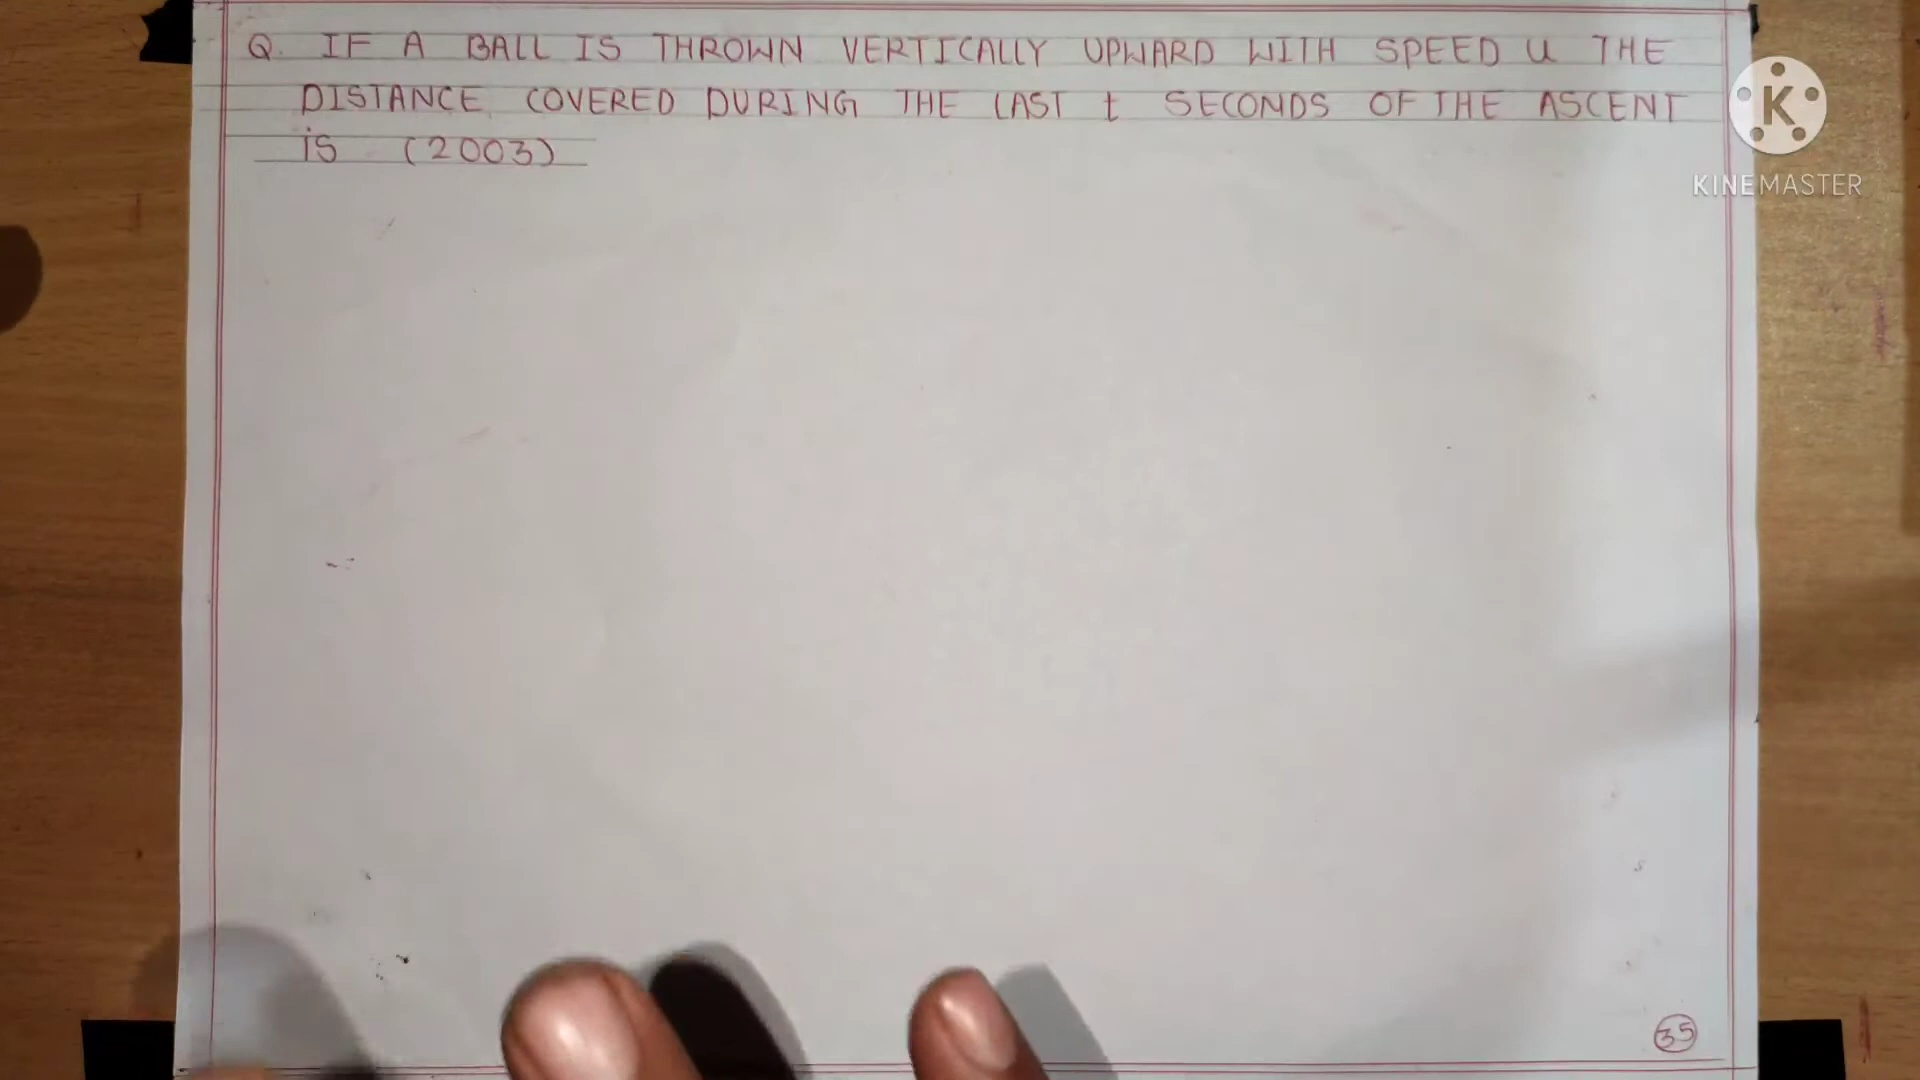 Q. IF A BALL IS THROWN VERTICALLY UPWARD WITH SPEED u THE
DISTANCE COVERED DURING THE LAST t SECONDS OF THE ASCENT
is (2003)
K
KINEMASTER
35